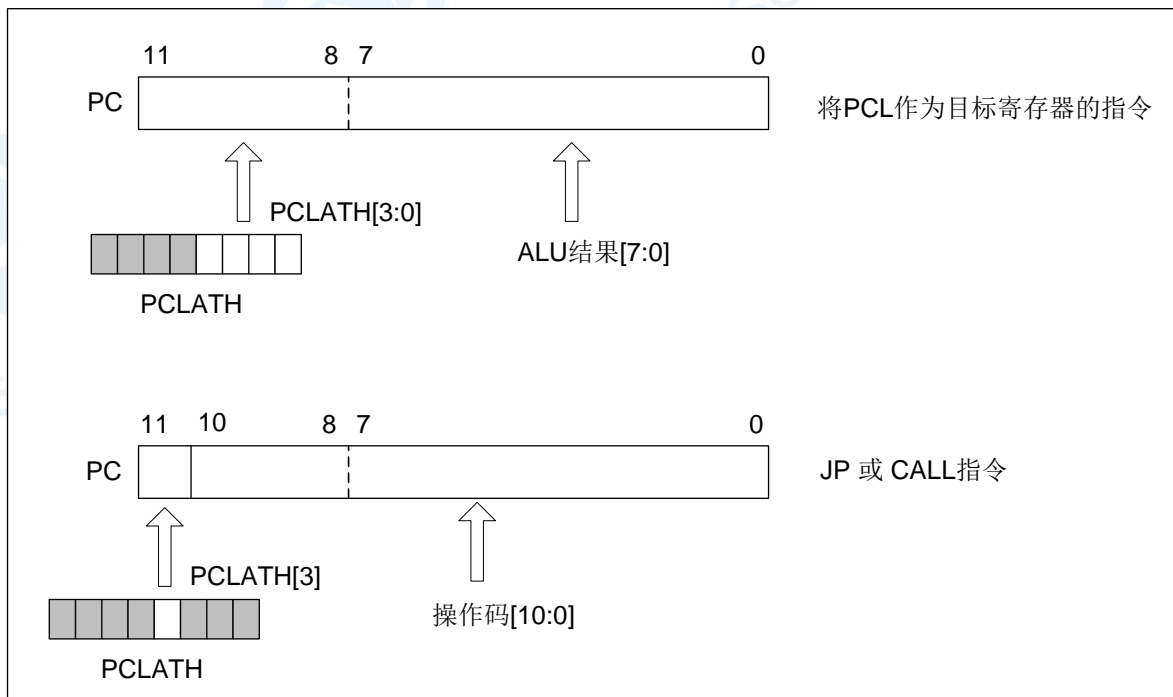 11 8 7 0
PC
将PCL作为目标寄存器的指令
PCLATH[3:0]
ALU结果[7:0]
PCLATH
11 10 8 7 0
PC
JP 或 CALL指令
PCLATH[3]
操作码[10:0]
PCLATH